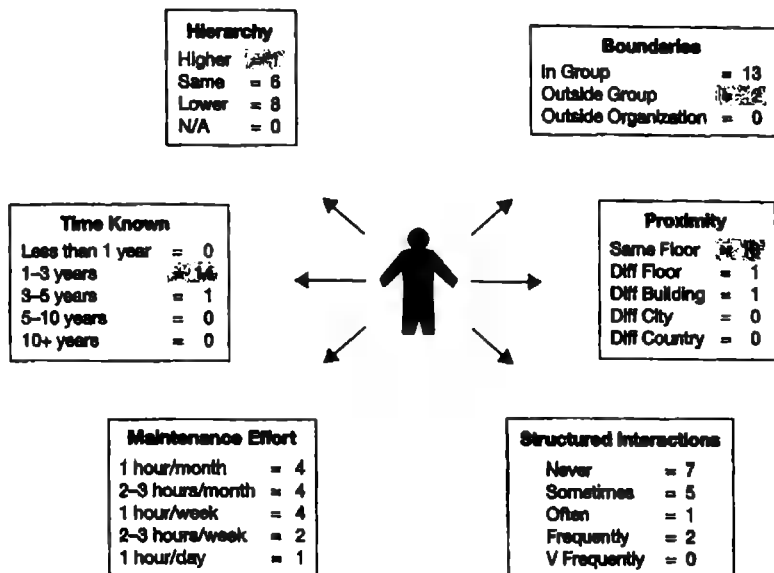 Hierarchy
Higher = 1
Same = 6
Lower = 8
N/A = 0
Boundaries
In Group = 13
Outside Group = 2
Outside Organization = 0
Time Known
Less than 1 year = 0
1–3 years = 14
3–5 years = 1
5–10 years = 0
10+ years = 0
Proximity
Same Floor =
Diff Floor = 1
Diff Building = 1
Diff City = 0
Diff Country = 0
Maintenance Effort
1 hour/month = 4
2–3 hours/month = 4
1 hour/week = 4
2–3 hours/week = 2
1 hour/day = 1
Structured Interactions
Never = 7
Sometimes = 5
Often = 1
Frequently = 2
V Frequently = 0